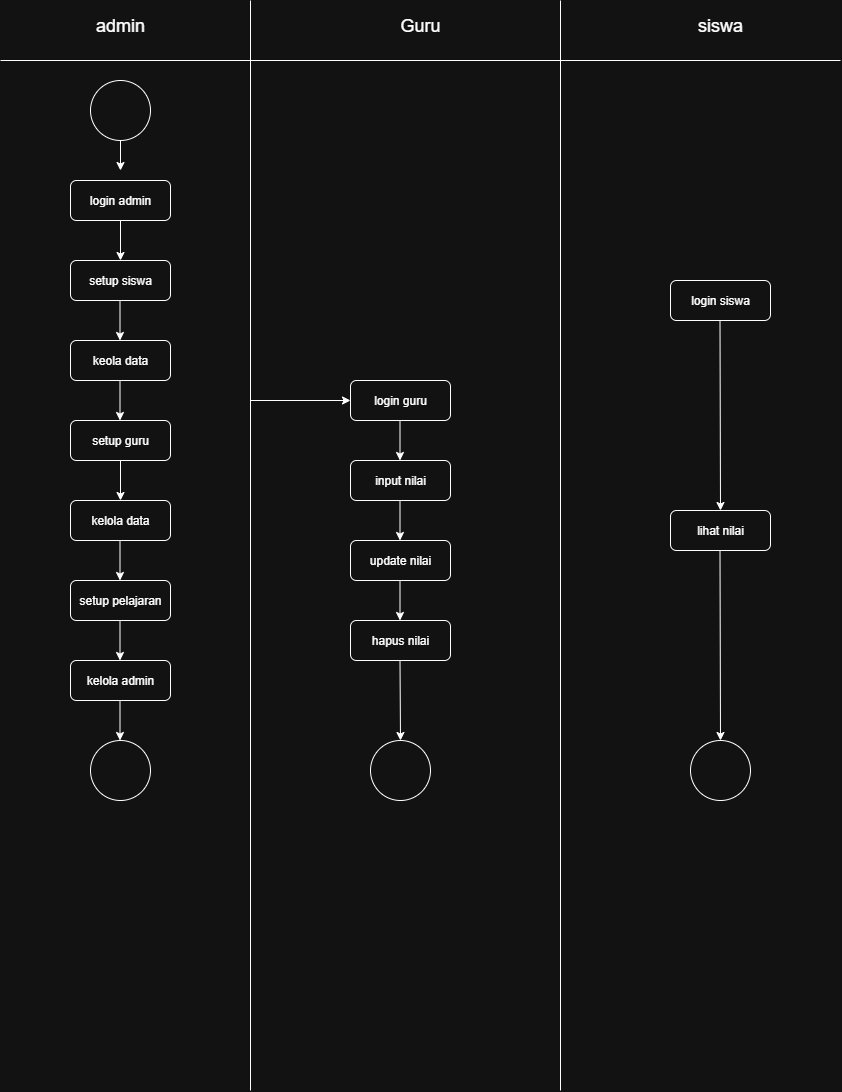 admin
Guru
siswa
login admin
setup siswa
keola data
setup guru
kelola data
setup pelajaran
kelola admin
login guru
input nilai
update nilai
hapus nilai
login siswa
lihat nilai